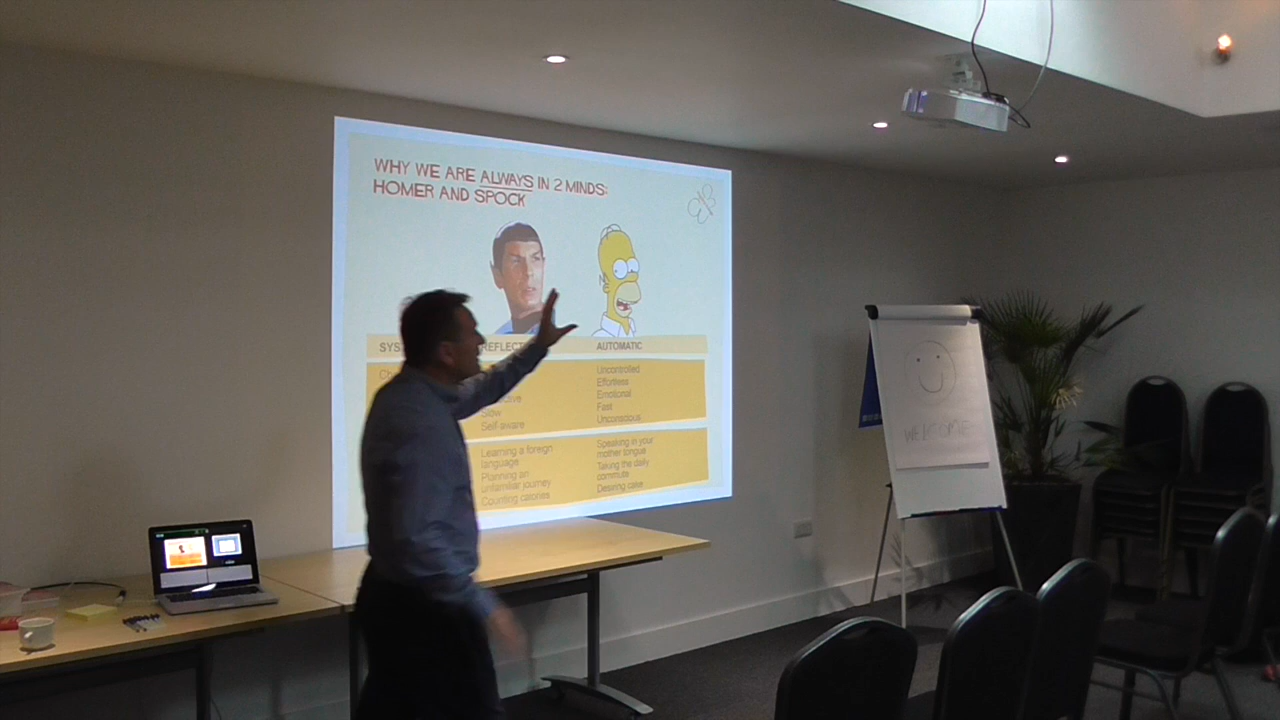 WHY WE ARE ALWAYS IN 2 MINDS:
HOMER AND SPOCK
AUTOMATIC
Uncontrolled
Effortless
Emotional
Slow
Fast
Self-aware
Unconscious
Learning a foreign
language
Planning an
unfamiliar journey
Counting calories
Speaking in your
mother tongue
Taking the daily
commute
Desiring cake
WELCOME